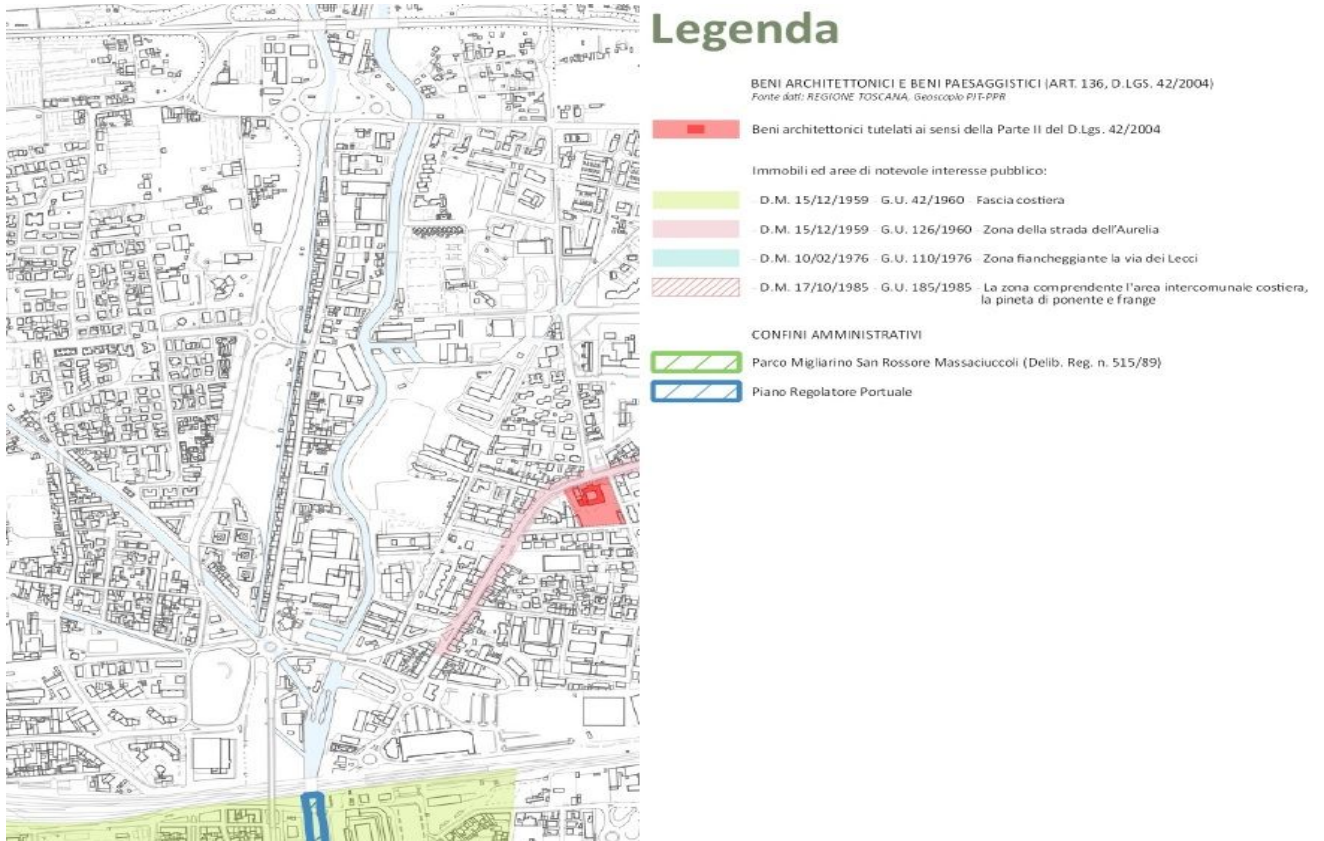 Legenda
BENI ARCHITETTONICI E BENI PAESAGGISTICI (ART. 136, D.LGS. 42/2004)
Fonte dati: REGIONE TOSCANA, Geoscopio PIT-PPR
Beni architettonici tutelati ai sensi della Parte II del D.Lgs. 42/2004
Immobili ed aree di notevole interesse pubblico:
- D.M. 15/12/1959 - G.U. 42/1960 - Fascia costiera
- D.M. 15/12/1959 - G.U. 126/1960 - Zona della strada dell'Aurelia
- D.M. 10/02/1976 - G.U. 110/1976 - Zona fiancheggiante la via dei Lecci
- D.M. 17/10/1985 - G.U. 185/1985 - La zona comprendente l'area intercomunale costiera,
la pineta di ponente e frange
CONFINI AMMINISTRATIVI
Parco Migliarino San Rossore Massaciuccoli (Delib. Reg. n. 515/89)
Piano Regolatore Portuale